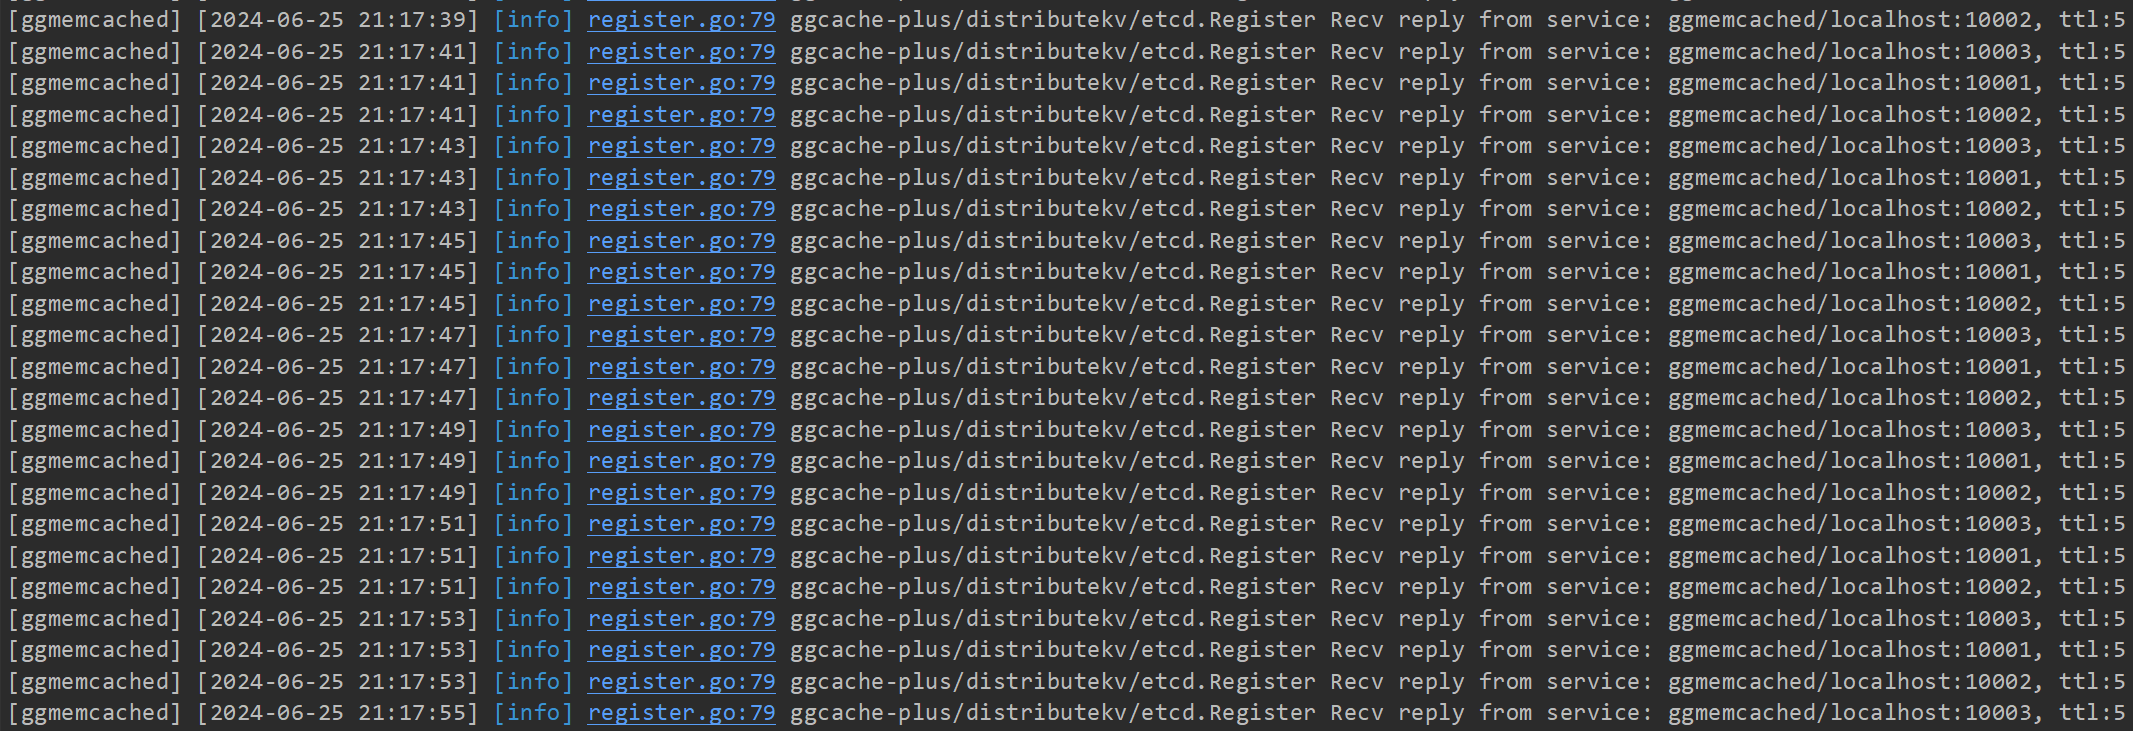 [ggmemcached] [2024-06-25 21:17:39] [info] register.go:79 ggcache-plus/distributekv/etcd.Register Recv reply from service: ggmemcached/localhost:10002, ttl:5
[ggmemcached] [2024-06-25 21:17:41] [info] register.go:79 ggcache-plus/distributekv/etcd.Register Recv reply from service: ggmemcached/localhost:10003, ttl:5
[ggmemcached] [2024-06-25 21:17:41] [info] register.go:79 ggcache-plus/distributekv/etcd.Register Recv reply from service: ggmemcached/localhost:10001, ttl:5
[ggmemcached] [2024-06-25 21:17:41] [info] register.go:79 ggcache-plus/distributekv/etcd.Register Recv reply from service: ggmemcached/localhost:10002, ttl:5
[ggmemcached] [2024-06-25 21:17:43] [info] register.go:79 ggcache-plus/distributekv/etcd.Register Recv reply from service: ggmemcached/localhost:10003, ttl:5
[ggmemcached] [2024-06-25 21:17:43] [info] register.go:79 ggcache-plus/distributekv/etcd.Register Recv reply from service: ggmemcached/localhost:10001, ttl:5
[ggmemcached] [2024-06-25 21:17:43] [info] register.go:79 ggcache-plus/distributekv/etcd.Register Recv reply from service: ggmemcached/localhost:10002, ttl:5
[ggmemcached] [2024-06-25 21:17:45] [info] register.go:79 ggcache-plus/distributekv/etcd.Register Recv reply from service: ggmemcached/localhost:10003, ttl:5
[ggmemcached] [2024-06-25 21:17:45] [info] register.go:79 ggcache-plus/distributekv/etcd.Register Recv reply from service: ggmemcached/localhost:10001, ttl:5
[ggmemcached] [2024-06-25 21:17:45] [info] register.go:79 ggcache-plus/distributekv/etcd.Register Recv reply from service: ggmemcached/localhost:10002, ttl:5
[ggmemcached] [2024-06-25 21:17:47] [info] register.go:79 ggcache-plus/distributekv/etcd.Register Recv reply from service: ggmemcached/localhost:10003, ttl:5
[ggmemcached] [2024-06-25 21:17:47] [info] register.go:79 ggcache-plus/distributekv/etcd.Register Recv reply from service: ggmemcached/localhost:10001, ttl:5
[ggmemcached] [2024-06-25 21:17:47] [info] register.go:79 ggcache-plus/distributekv/etcd.Register Recv reply from service: ggmemcached/localhost:10002, ttl:5
[ggmemcached] [2024-06-25 21:17:49] [info] register.go:79 ggcache-plus/distributekv/etcd.Register Recv reply from service: ggmemcached/localhost:10003, ttl:5
[ggmemcached] [2024-06-25 21:17:49] [info] register.go:79 ggcache-plus/distributekv/etcd.Register Recv reply from service: ggmemcached/localhost:10001, ttl:5
[ggmemcached] [2024-06-25 21:17:49] [info] register.go:79 ggcache-plus/distributekv/etcd.Register Recv reply from service: ggmemcached/localhost:10002, ttl:5
[ggmemcached] [2024-06-25 21:17:51] [info] register.go:79 ggcache-plus/distributekv/etcd.Register Recv reply from service: ggmemcached/localhost:10003, ttl:5
[ggmemcached] [2024-06-25 21:17:51] [info] register.go:79 ggcache-plus/distributekv/etcd.Register Recv reply from service: ggmemcached/localhost:10001, ttl:5
[ggmemcached] [2024-06-25 21:17:51] [info] register.go:79 ggcache-plus/distributekv/etcd.Register Recv reply from service: ggmemcached/localhost:10002, ttl:5
[ggmemcached] [2024-06-25 21:17:53] [info] register.go:79 ggcache-plus/distributekv/etcd.Register Recv reply from service: ggmemcached/localhost:10003, ttl:5
[ggmemcached] [2024-06-25 21:17:53] [info] register.go:79 ggcache-plus/distributekv/etcd.Register Recv reply from service: ggmemcached/localhost:10001, ttl:5
[ggmemcached] [2024-06-25 21:17:53] [info] register.go:79 ggcache-plus/distributekv/etcd.Register Recv reply from service: ggmemcached/localhost:10002, ttl:5
[ggmemcached] [2024-06-25 21:17:55] [info] register.go:79 ggcache-plus/distributekv/etcd.Register Recv reply from service: ggmemcached/localhost:10003, ttl:5